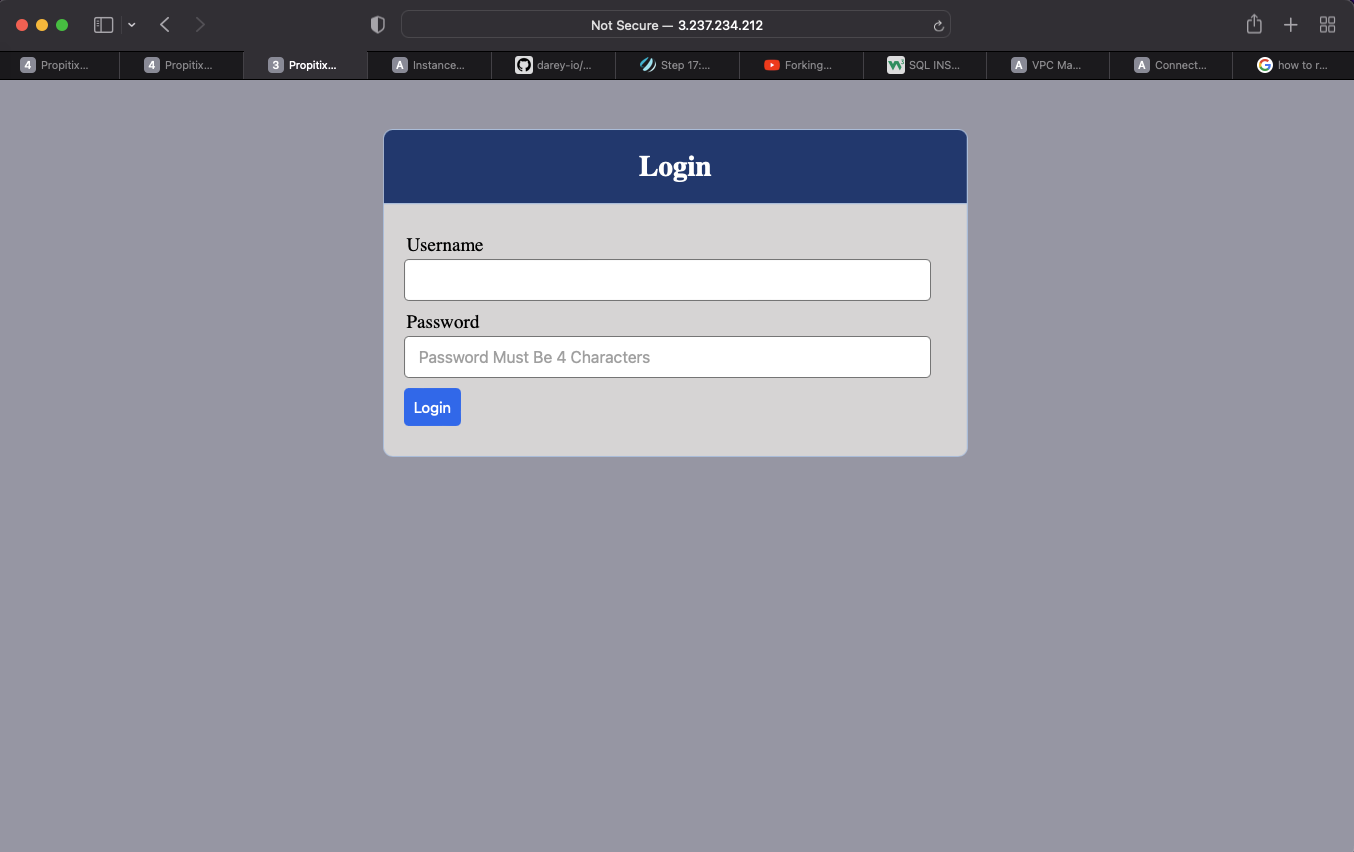 Not Secure — 3.237.234.212
4 Propitix...
4 Propitix...
3 Propitix...
A Instance...
darey-io/...
Step 17:...
Forking...
W3 SQL INS...
A VPC Ma...
A Connect...
G how to r...
Login
Username
Password
Password Must Be 4 Characters
Login